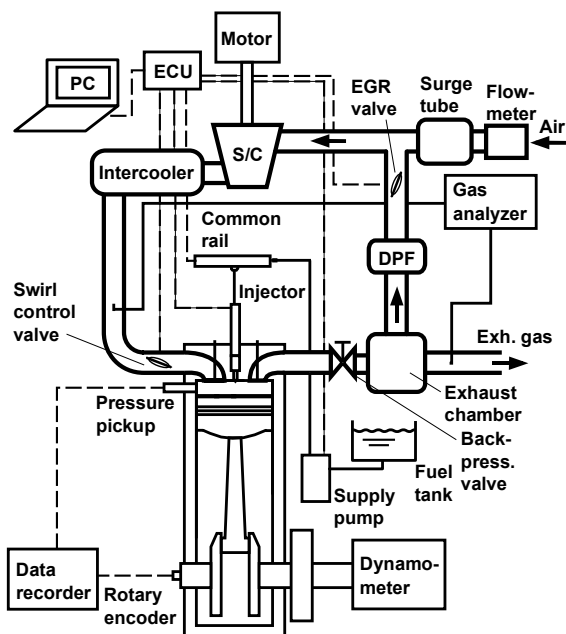 Motor
PC
ECU
EGR
valve
Surge
tube
Flow-
meter
Air
S/C
Intercooler
Gas
analyzer
Common
rail
DPF
Injector
Swirl
control
valve
Exh. gas
Pressure
pickup
Exhaust
chamber
Back-
press.
valve
Fuel
tank
Supply
pump
Data
recorder
Rotary
encoder
Dynamo-
meter